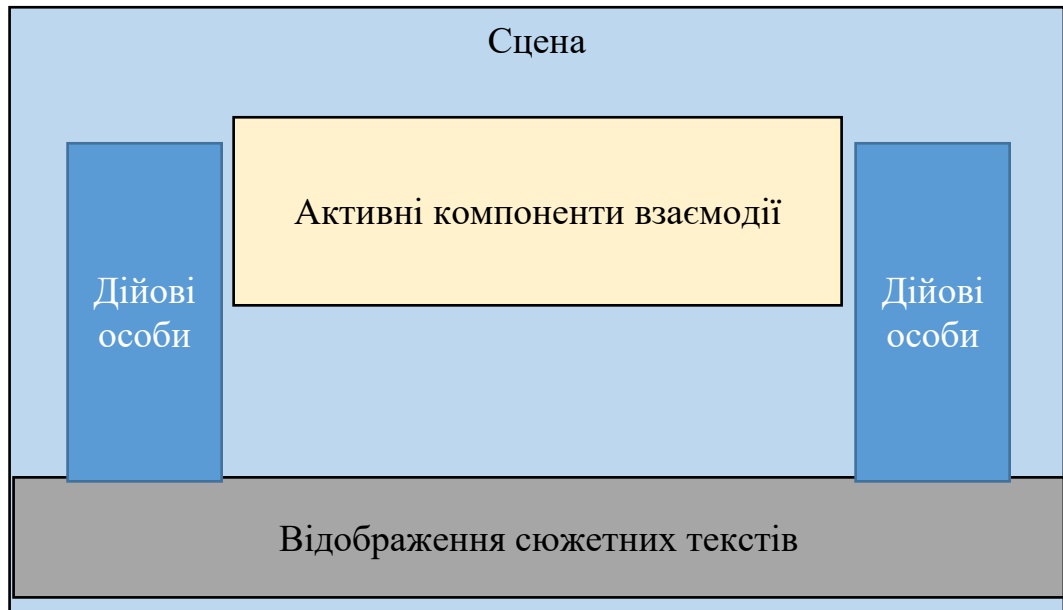 Сцена
Активні компоненти взаємодії
Дійові
особи
Дійові
особи
Відображення сюжетних текстів